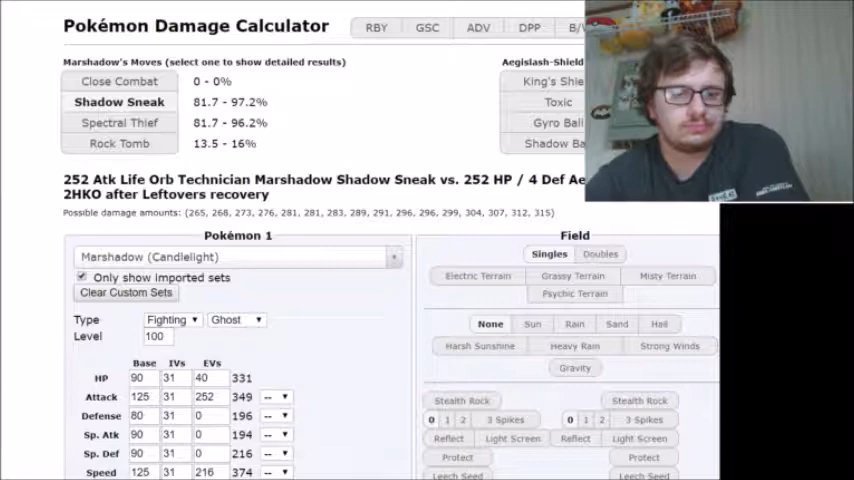 Pokémon Damage Calculator
RBY GSC ADV DPP B/W
Marshadow's Moves (select one to show detailed results)
Aegislash-Shield
Close Combat 0 - 0%
King's Shie
Shadow Sneak 81.7 - 97.2%
Toxic
Spectral Thief 81.7 - 96.2%
Gyro Ball
Rock Tomb 13.5 - 16%
Shadow Ba
252 Atk Life Orb Technician Marshadow Shadow Sneak vs. 252 HP / 4 Def Ae
2HKO after Leftovers recovery
Possible damage amounts: (265, 268, 273, 276, 281, 281, 283, 289, 291, 296, 296, 299, 304, 307, 312, 315)
Pokémon 1
Field
Marshadow (Candlelight)
Singles Doubles
Only show imported sets
Electric Terrain Grassy Terrain Misty Terrain
Clear Custom Sets
Psychic Terrain
Type Fighting Ghost
None Sun Rain Sand Hail
Level 100
Harsh Sunshine Heavy Rain Strong Winds
Gravity
Base IVs EVs
HP 90 31 40 331
Attack 125 31 252 349 --
Stealth Rock Stealth Rock
Defense 80 31 0 196 --
0 1 2 3 Spikes 0 1 2 3 Spikes
Sp. Atk 90 31 0 194 --
Reflect Light Screen Reflect Light Screen
Sp. Def 90 31 0 216 --
Protect Protect
Speed 125 31 216 374 --
Leech Seed Leech Seed